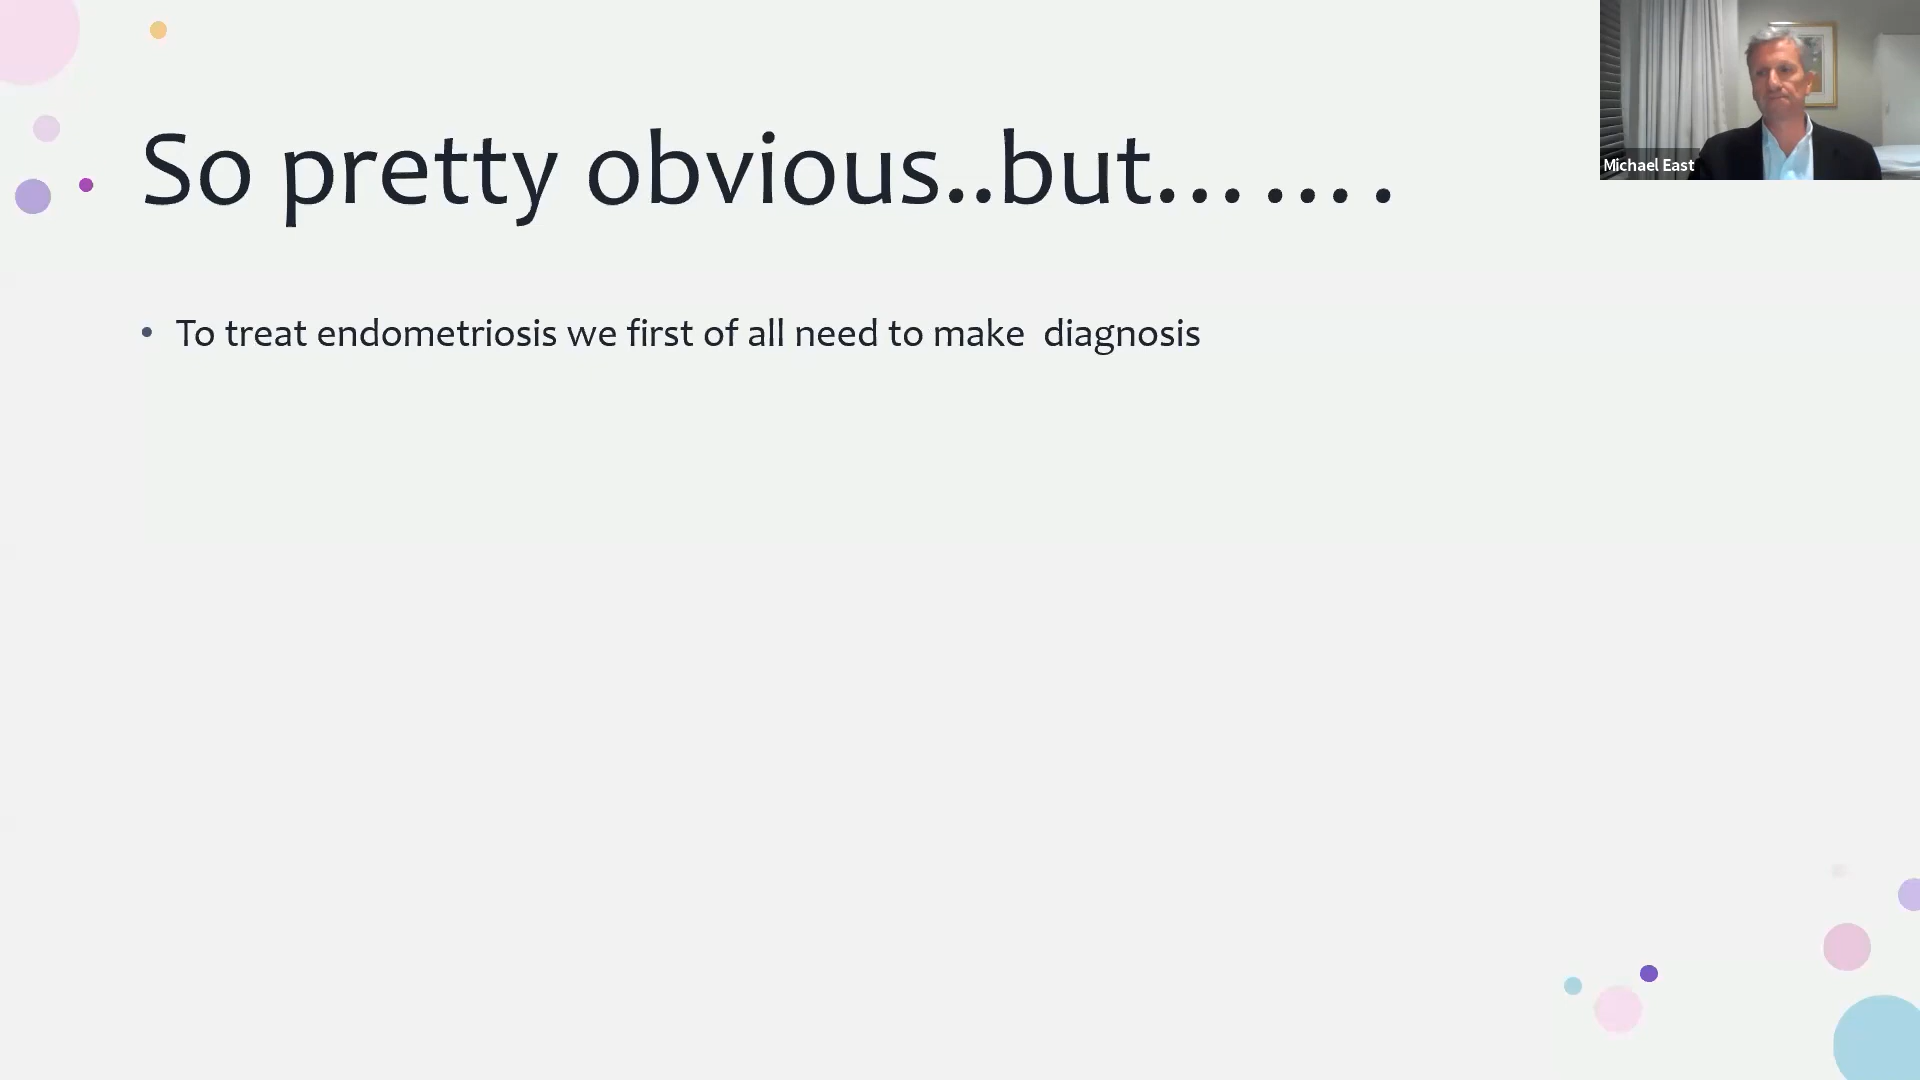 So pretty obvious..but…….
• To treat endometriosis we first of all need to make  diagnosis
Michael East